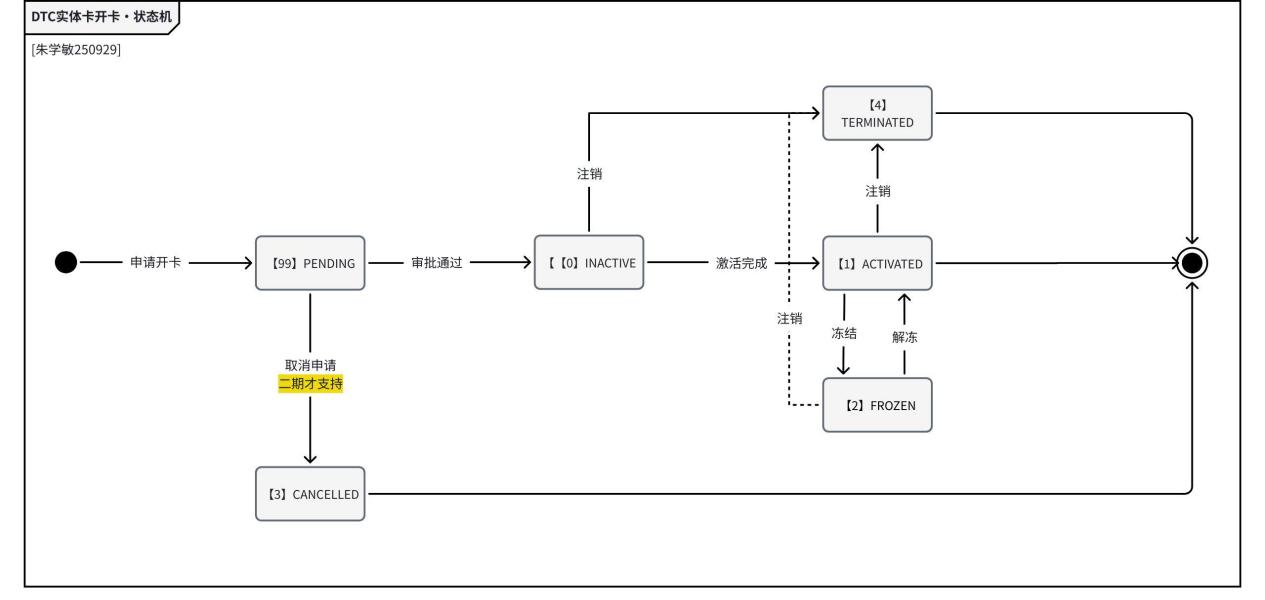 DTC实体卡开卡·状态机
[朱学敏250929]
【4】
TERMINATED
注销
注销
申请开卡
【99】PENDING
审批通过
【【0】INACTIVE
激活完成
【1】ACTIVATED
注销
冻结
解冻
取消申请
二期才支持
【2】FROZEN
【3】CANCELLED